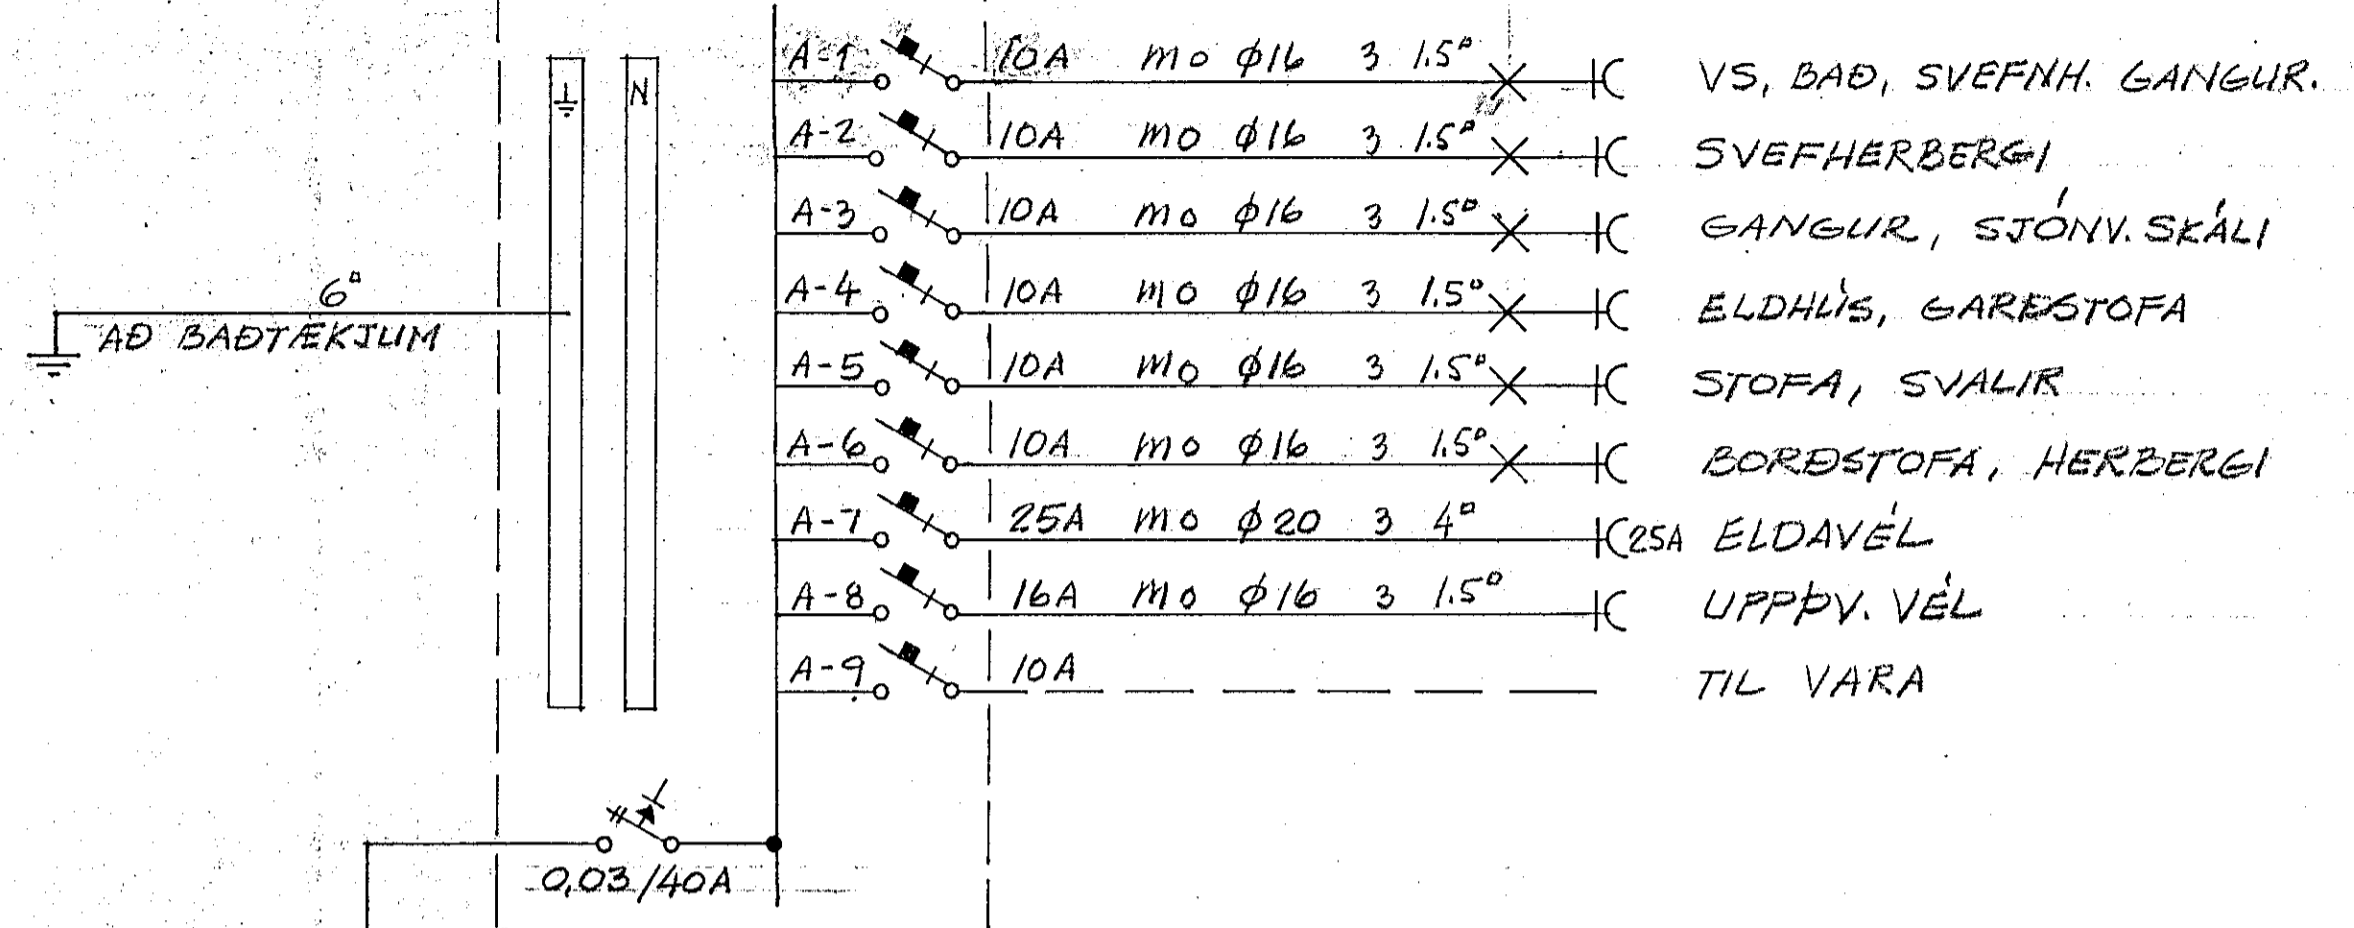 A-1 10A mo φ16 3 1.5□ VS, BAÐ, SVEFNH. GANGUR.
N
A-2 10A mo φ16 3 1.5□ SVEFHERBERGI
A-3 10A mo φ16 3 1.5□ GANGUR, SJÓNV. SKÁLI
6□
A-4 10A mo φ16 3 1.5□ ELDHÚS, GARÐSTOFA
AÐ BAÐTÆKJUM
A-5 10A mo φ16 3 1.5□ STOFA, SVALIR
A-6 10A mo φ16 3 1.5□ BORÐSTOFA, HERBERGI
A-7 25A mo φ20 3 4□ 25A ELDAVÉL
A-8 16A mo φ16 3 1.5□ UPPÞV. VÉL
A-9 10A TIL VARA
0,03/40A